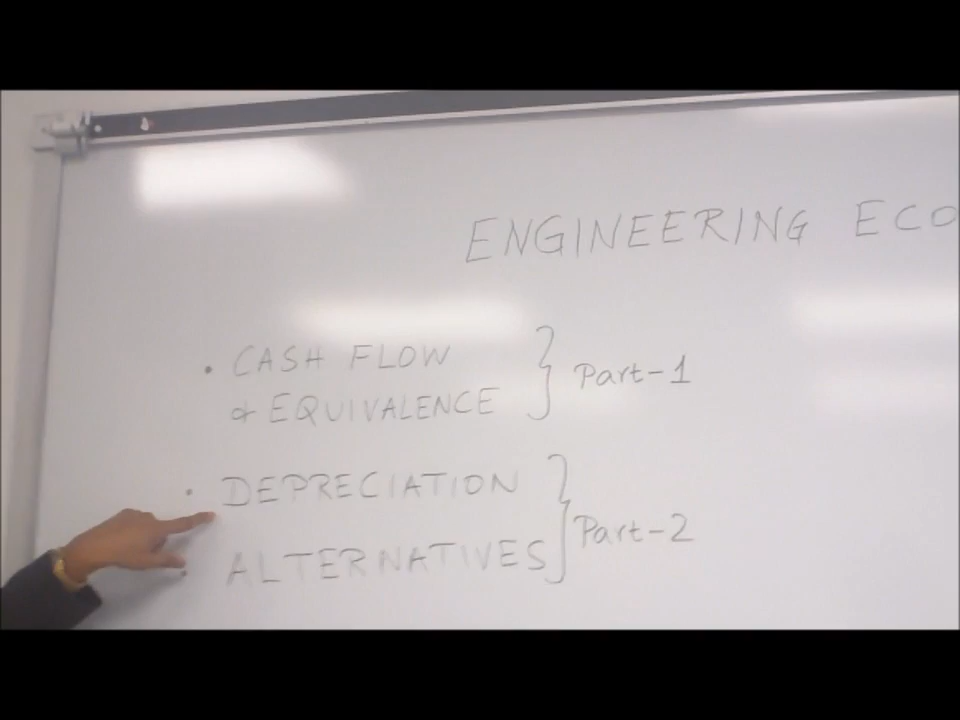 ENGINEERING ECO
• CASH FLOW
& EQUIVALENCE
Part-1
• DEPRECIATION
• ALTERNATIVES
Part-2